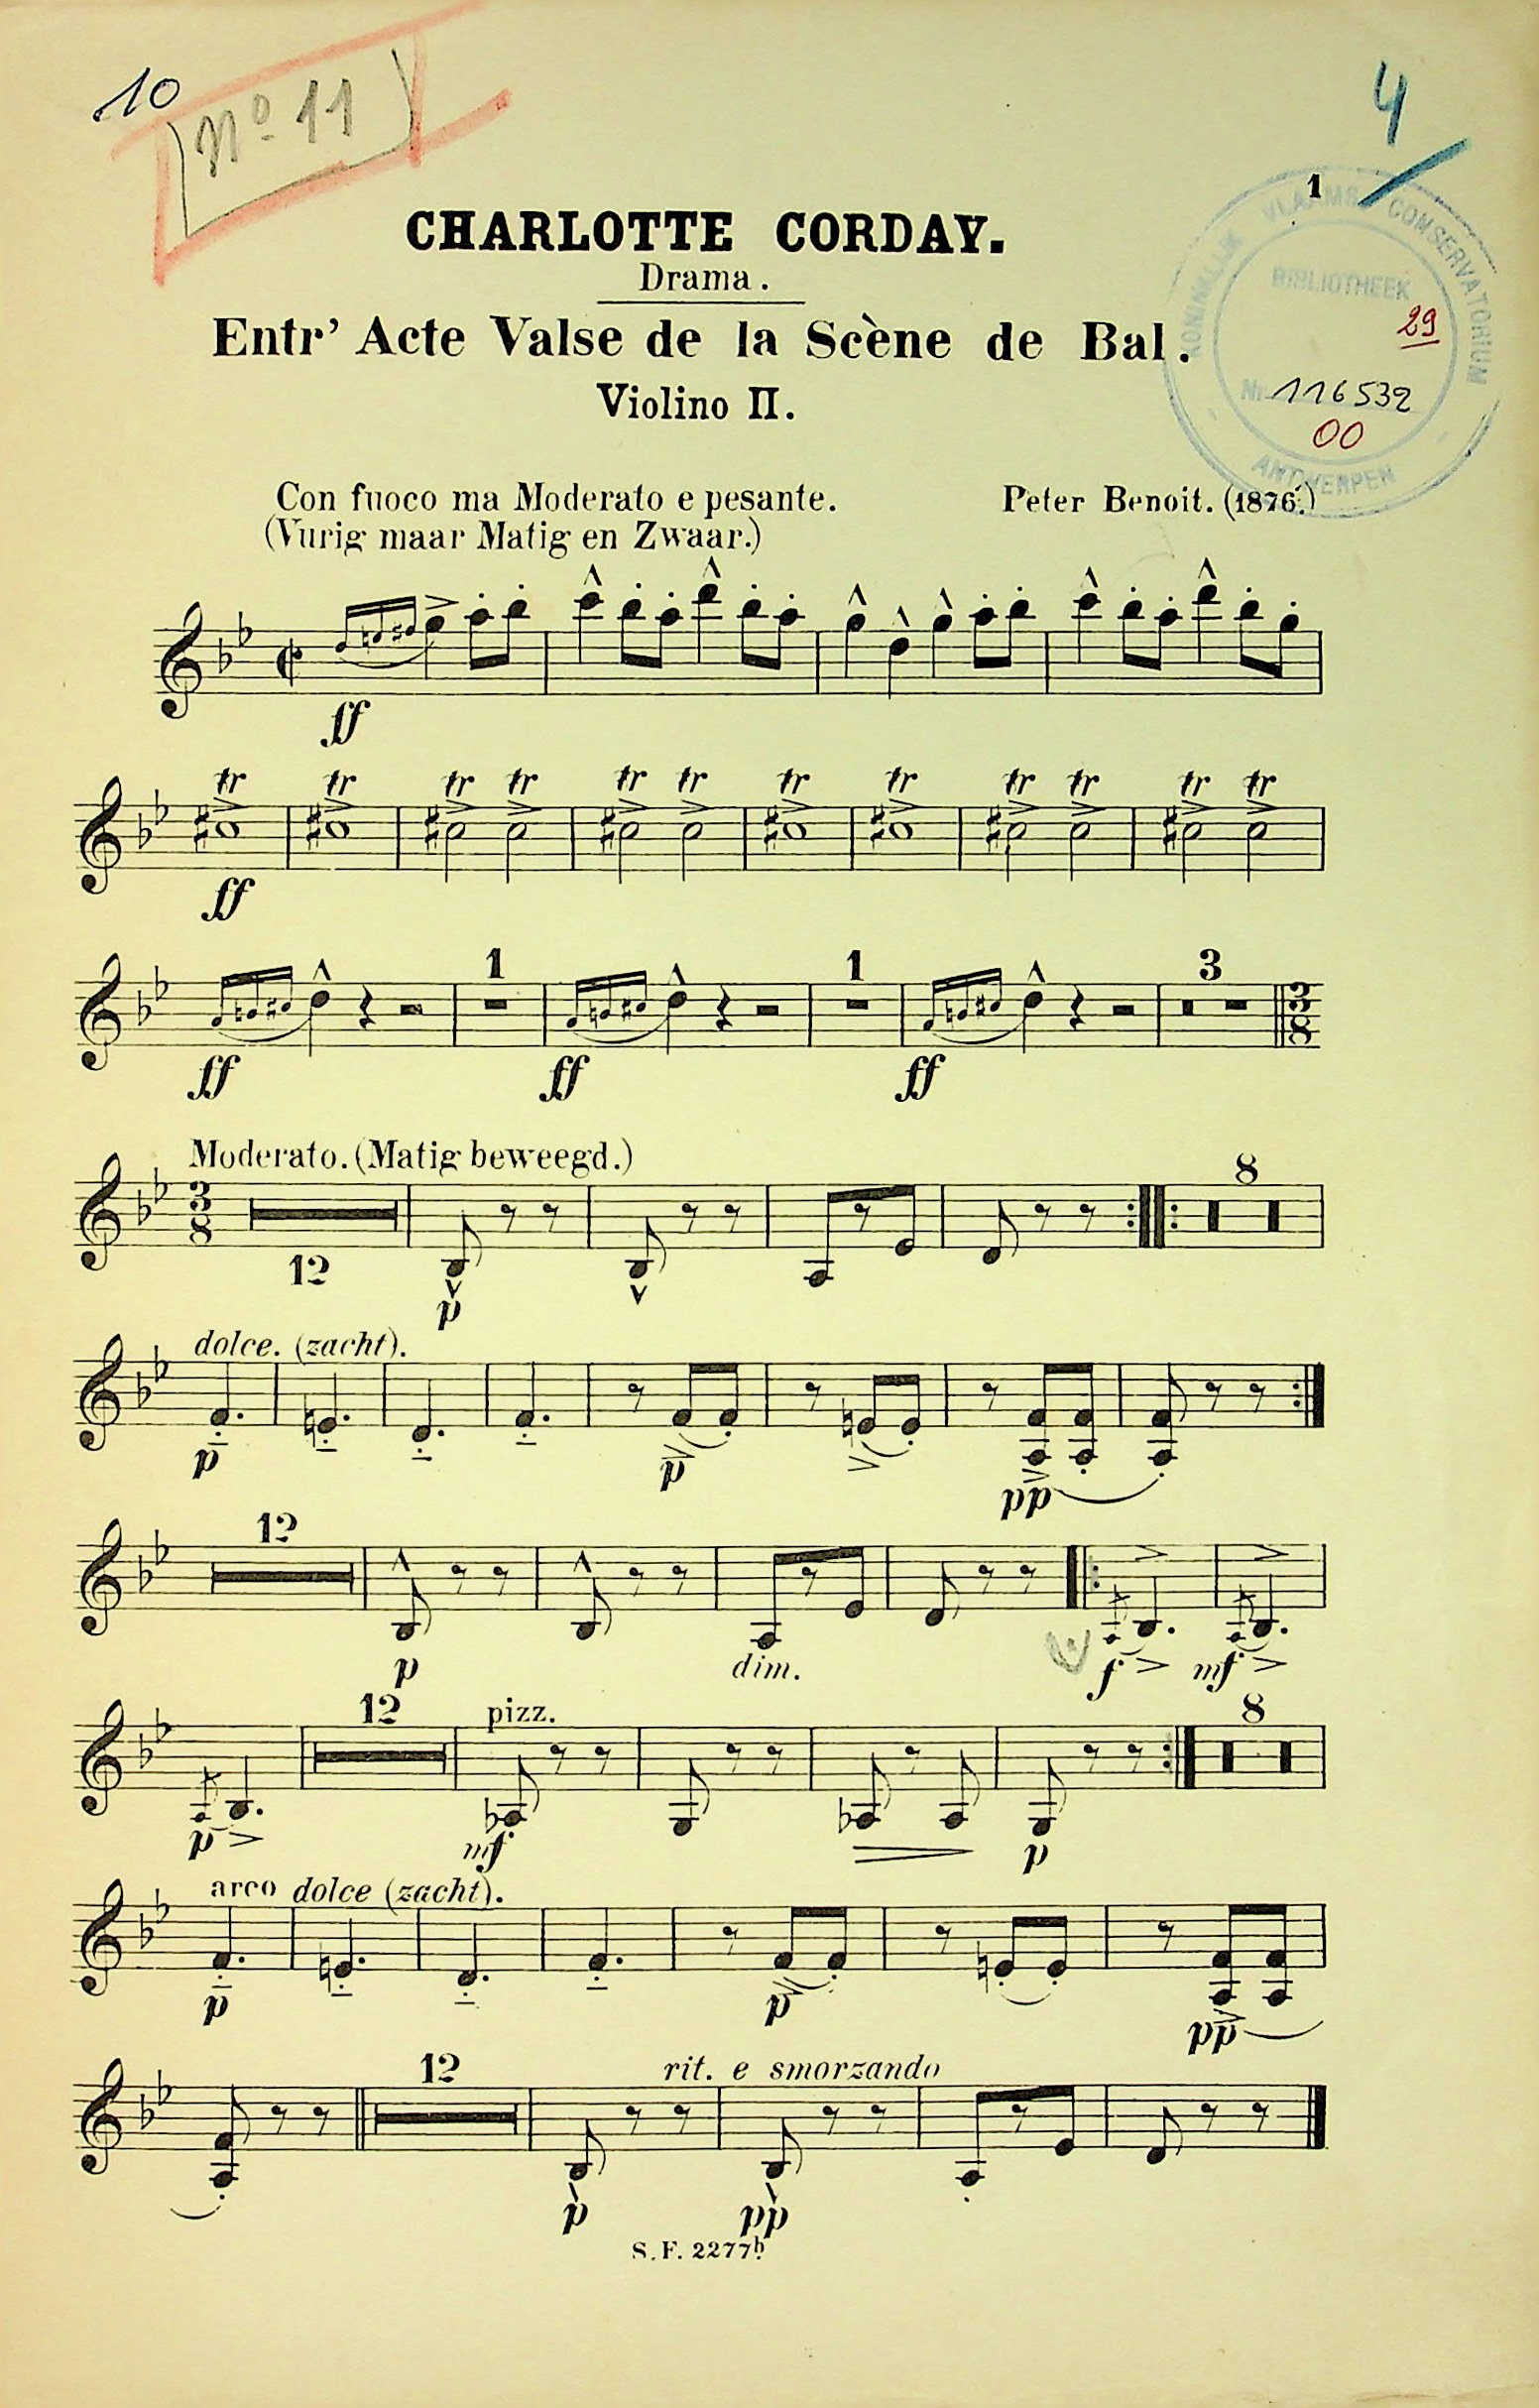 10
Nº 11
4
1
CHARLOTTE CORDAY.
Drama.
Entr' Acte Valse de la Scène de Bal.
Violino II.
KONINKLIJK VLAAMS CONSERVATORIUM
BIBLIOTHEEK
29
Nr. 116532
00
ANTWERPEN
Con fuoco ma Moderato e pesante.
Peter Benoit. (1876.)
(Vurig maar Matig en Zwaar.)
ff
tr tr tr tr tr tr tr tr tr tr tr tr
ff
1 1 3
3 8
ff ff ff
Moderato. (Matig beweegd.)
8
3 8
12
p
dolce. (zacht).
p p pp
12
p dim. f mf
12 pizz. 8
p mf p
arco dolce (zacht).
p p pp
12 rit. e smorzando
p pp
S.F. 2277b.